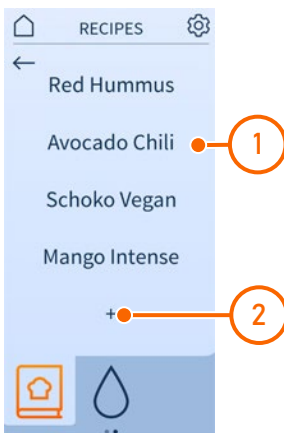 RECIPES
←
Red Hummus
Avocado Chili
1
Schoko Vegan
Mango Intense
+
2